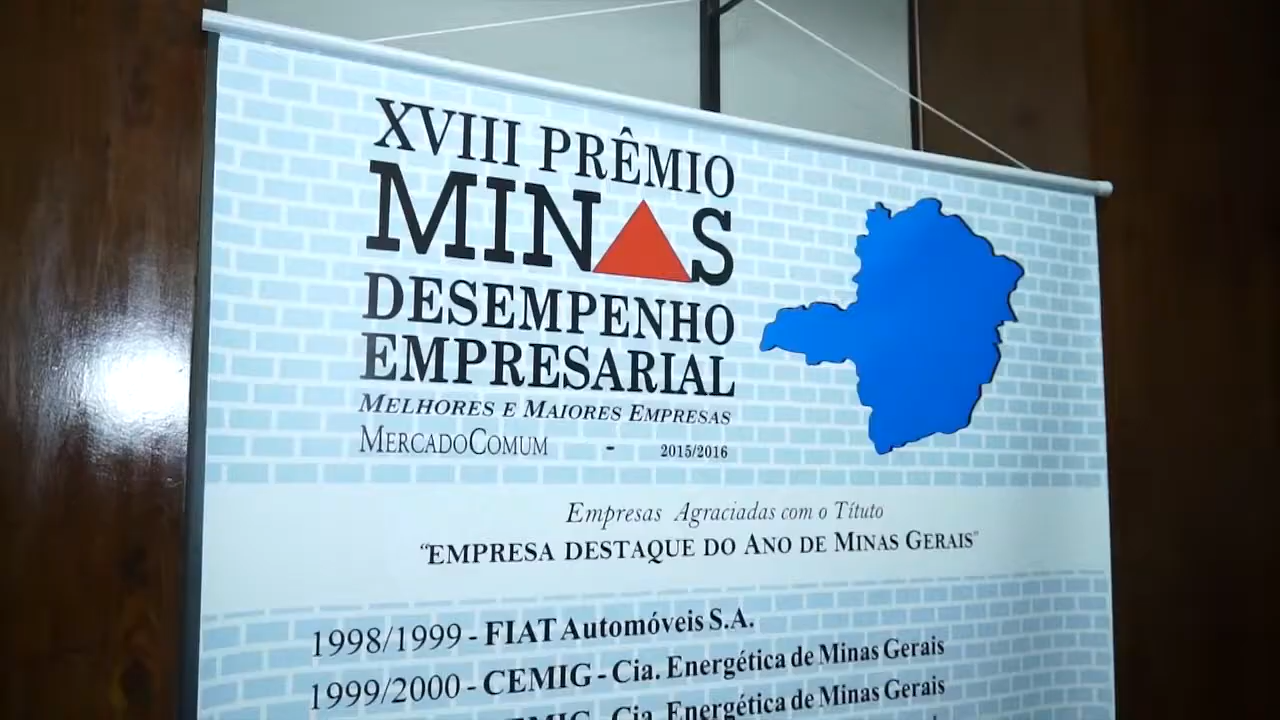 XVIII PRÊMIO
MINAS
DESEMPENHO
EMPRESARIAL
MELHORES E MAIORES EMPRESAS
MERCADOCOMUM - 2015/2016
Empresas Agraciadas com o Títuto
"EMPRESA DESTAQUE DO ANO DE MINAS GERAIS"
1998/1999 - FIAT Automóveis S.A.
1999/2000 - CEMIG - Cia. Energética de Minas Gerais
CEMIG - Cia. Energética de Minas Gerais